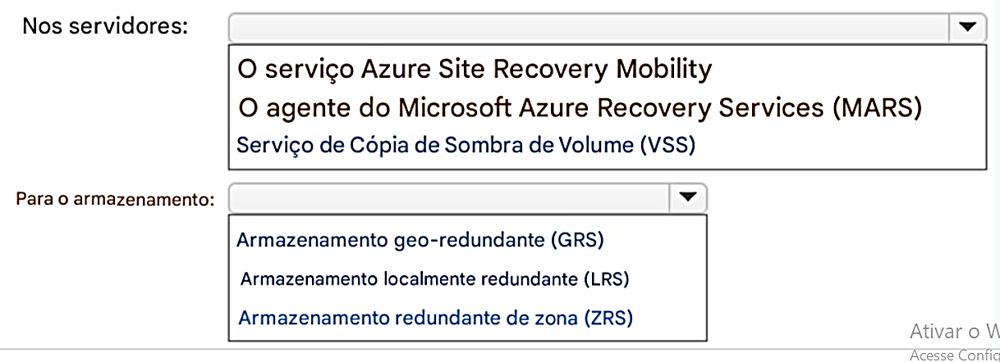 Nos servidores:
O serviço Azure Site Recovery Mobility
O agente do Microsoft Azure Recovery Services (MARS)
Serviço de Cópia de Sombra de Volume (VSS)
Para o armazenamento:
Armazenamento geo-redundante (GRS)
Armazenamento localmente redundante (LRS)
Armazenamento redundante de zona (ZRS)
Ativar o W
Acesse Config